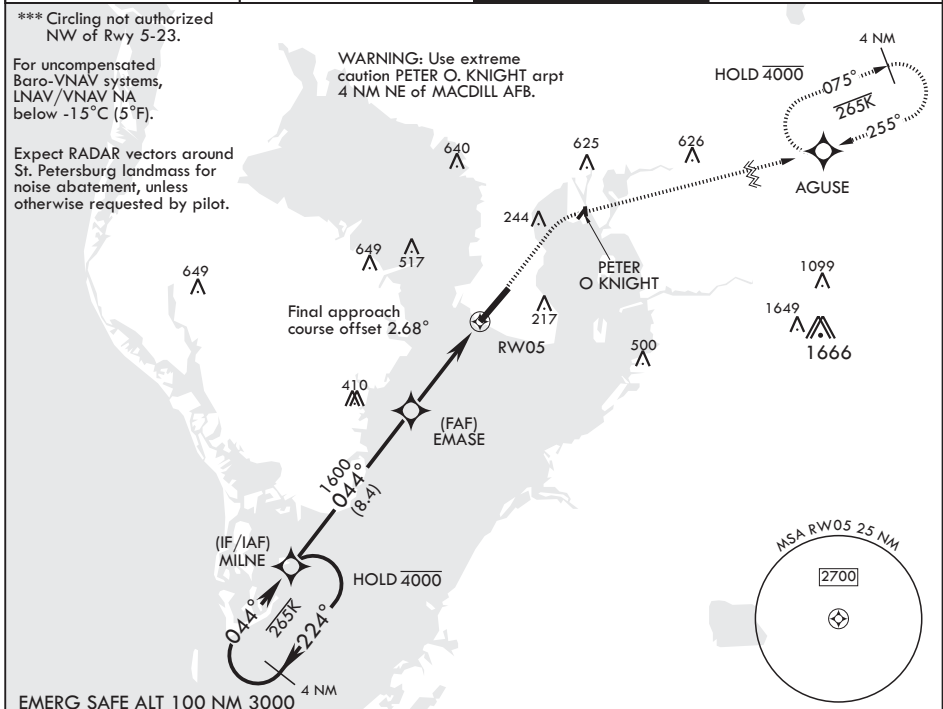 *** Circling not authorized
NW of Rwy 5-23.
For uncompensated
Baro-VNAV systems,
LNAV/VNAV NA
below -15°C (5°F).
Expect RADAR vectors around
St. Petersburg landmass for
noise abatement, unless
otherwise requested by pilot.
WARNING: Use extreme
caution PETER O. KNIGHT arpt
4 NM NE of MACDILL AFB.
4 NM
HOLD 4000
075°
265K
255°
AGUSE
640
625
626
244
649
517
649
PETER
O KNIGHT
1099
1649
1666
Final approach
course offset 2.68°
217
RW05
500
410
(FAF)
EMASE
1600
044°
(8.4)
(IF/IAF)
MILNE
HOLD 4000
044°
265K
224°
4 NM
MSA RW05 25 NM
2700
EMERG SAFE ALT 100 NM 3000